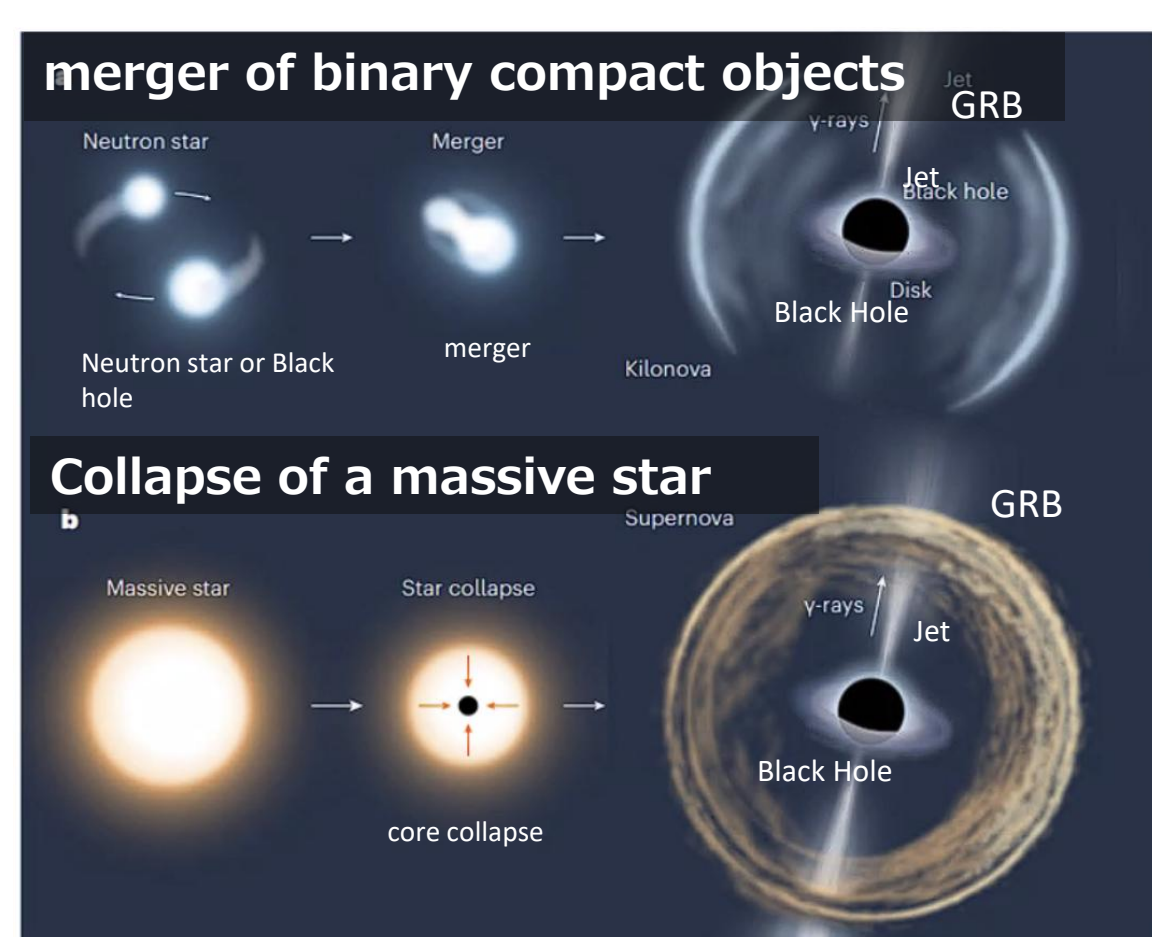 merger of binary compact objects
Jet
GRB
γ-rays
Neutron star
Merger
Jet
Black hole
Disk
Black Hole
merger
Neutron star or Black
hole
Kilonova
Collapse of a massive star
b
Supernova
GRB
Massive star
Star collapse
γ-rays
Jet
Black Hole
core collapse